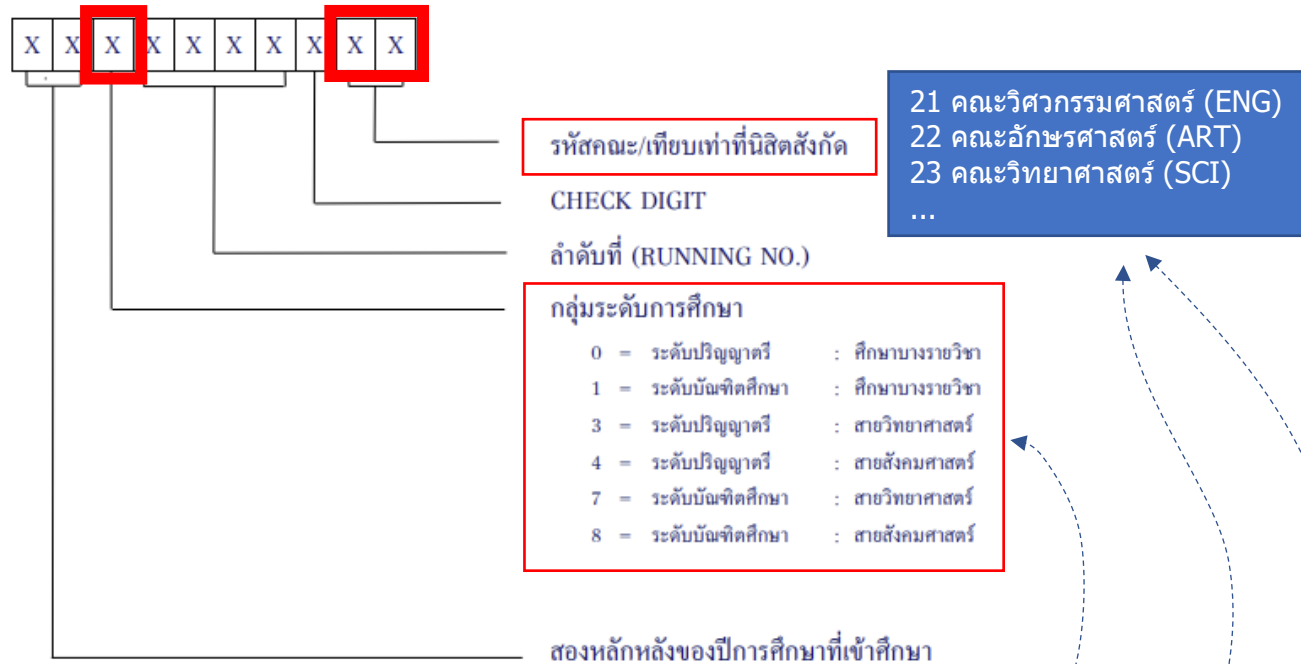 X X X X X X X X X X
21 คณะวิศวกรรมศาสตร์ (ENG)
22 คณะอักษรศาสตร์ (ART)
23 คณะวิทยาศาสตร์ (SCI)
...
รหัสคณะ/เทียบเท่าที่นิสิตสังกัด
CHECK DIGIT
ลำดับที่ (RUNNING NO.)
กลุ่มระดับการศึกษา
0 = ระดับปริญญาตรี : ศึกษาบางรายวิชา
1 = ระดับบัณฑิตศึกษา : ศึกษาบางรายวิชา
3 = ระดับปริญญาตรี : สายวิทยาศาสตร์
4 = ระดับปริญญาตรี : สายสังคมศาสตร์
7 = ระดับบัณฑิตศึกษา : สายวิทยาศาสตร์
8 = ระดับบัณฑิตศึกษา : สายสังคมศาสตร์
สองหลักหลังของปีการศึกษาที่เข้าศึกษา